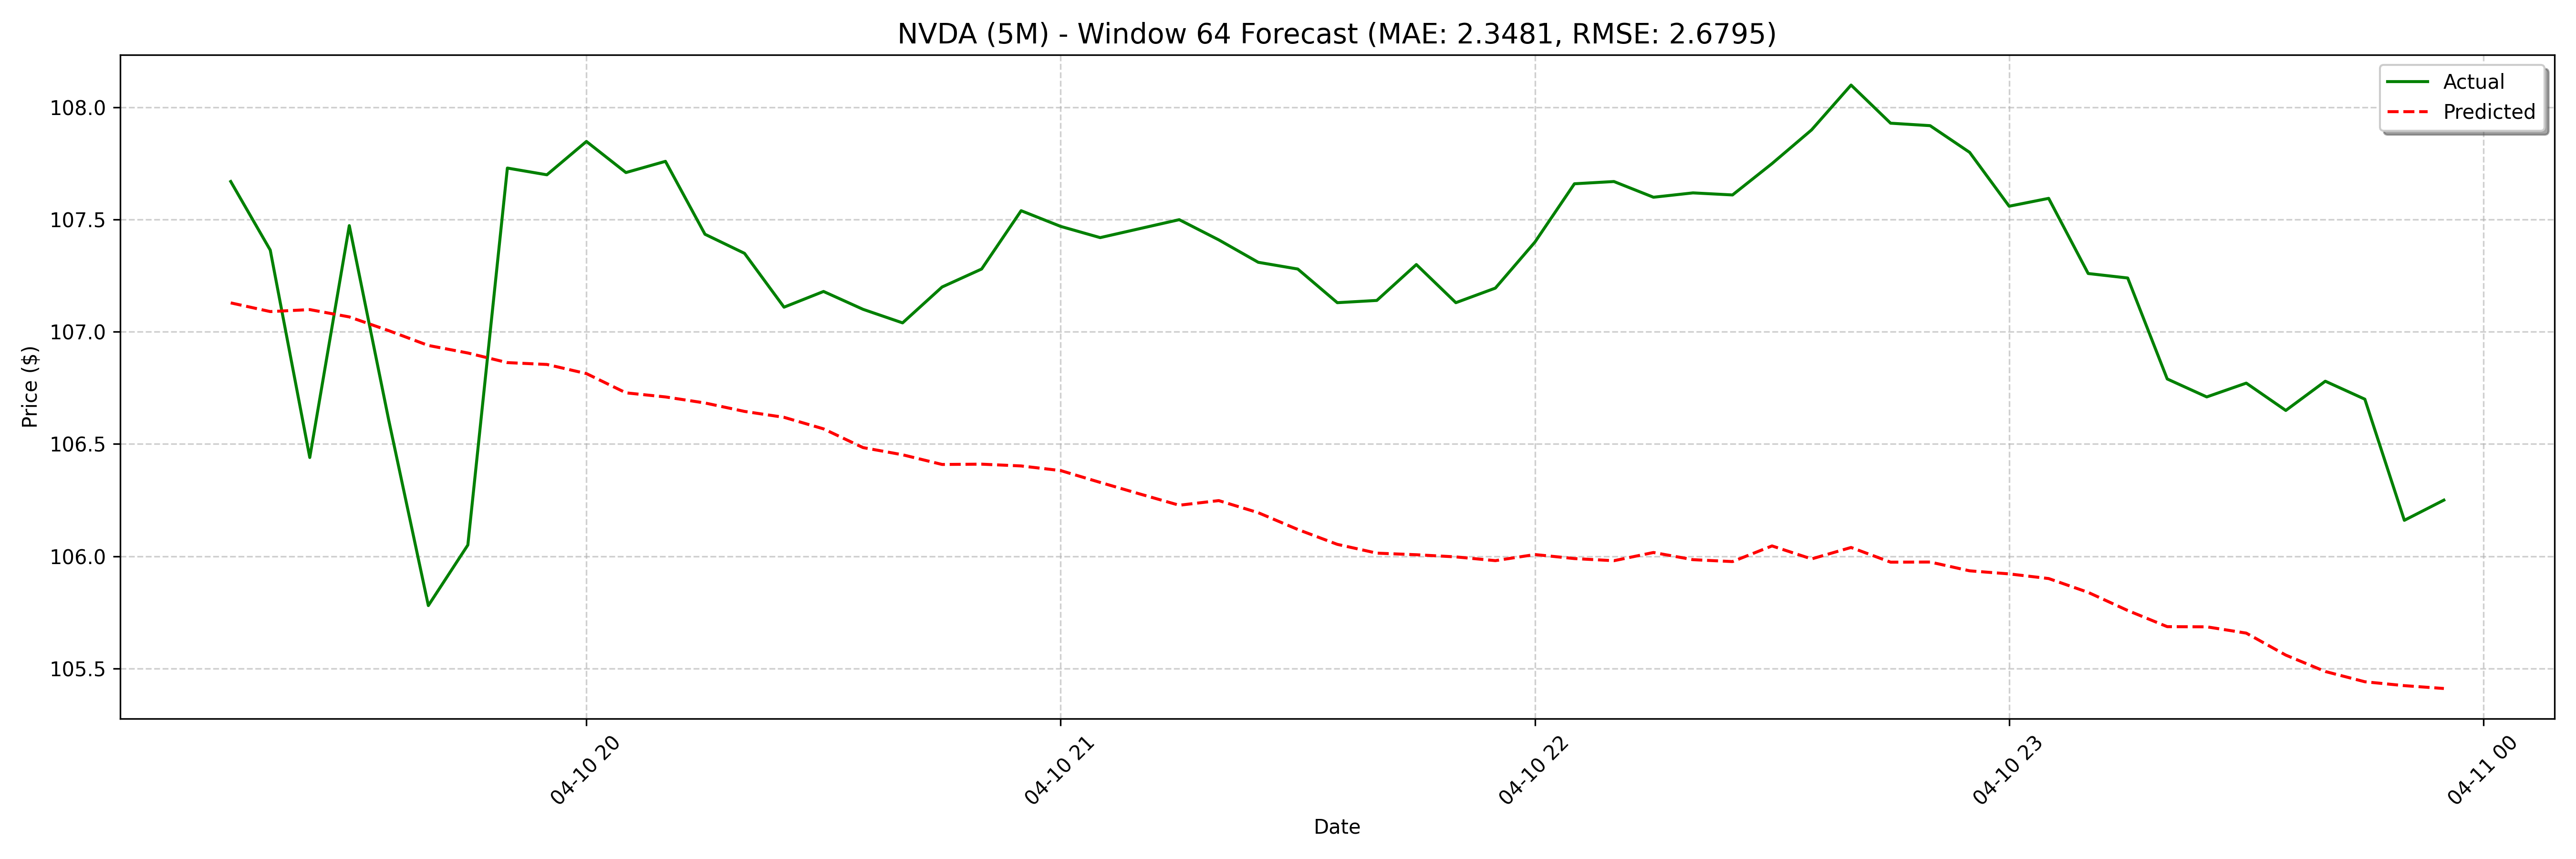 NVDA (5M) - Window 64 Forecast (MAE: 2.3481, RMSE: 2.6795)
Actual
Predicted
Price ($)
108.0
107.5
107.0
106.5
106.0
105.5
04-10 20
04-10 21
04-10 22
04-10 23
04-11 00
Date